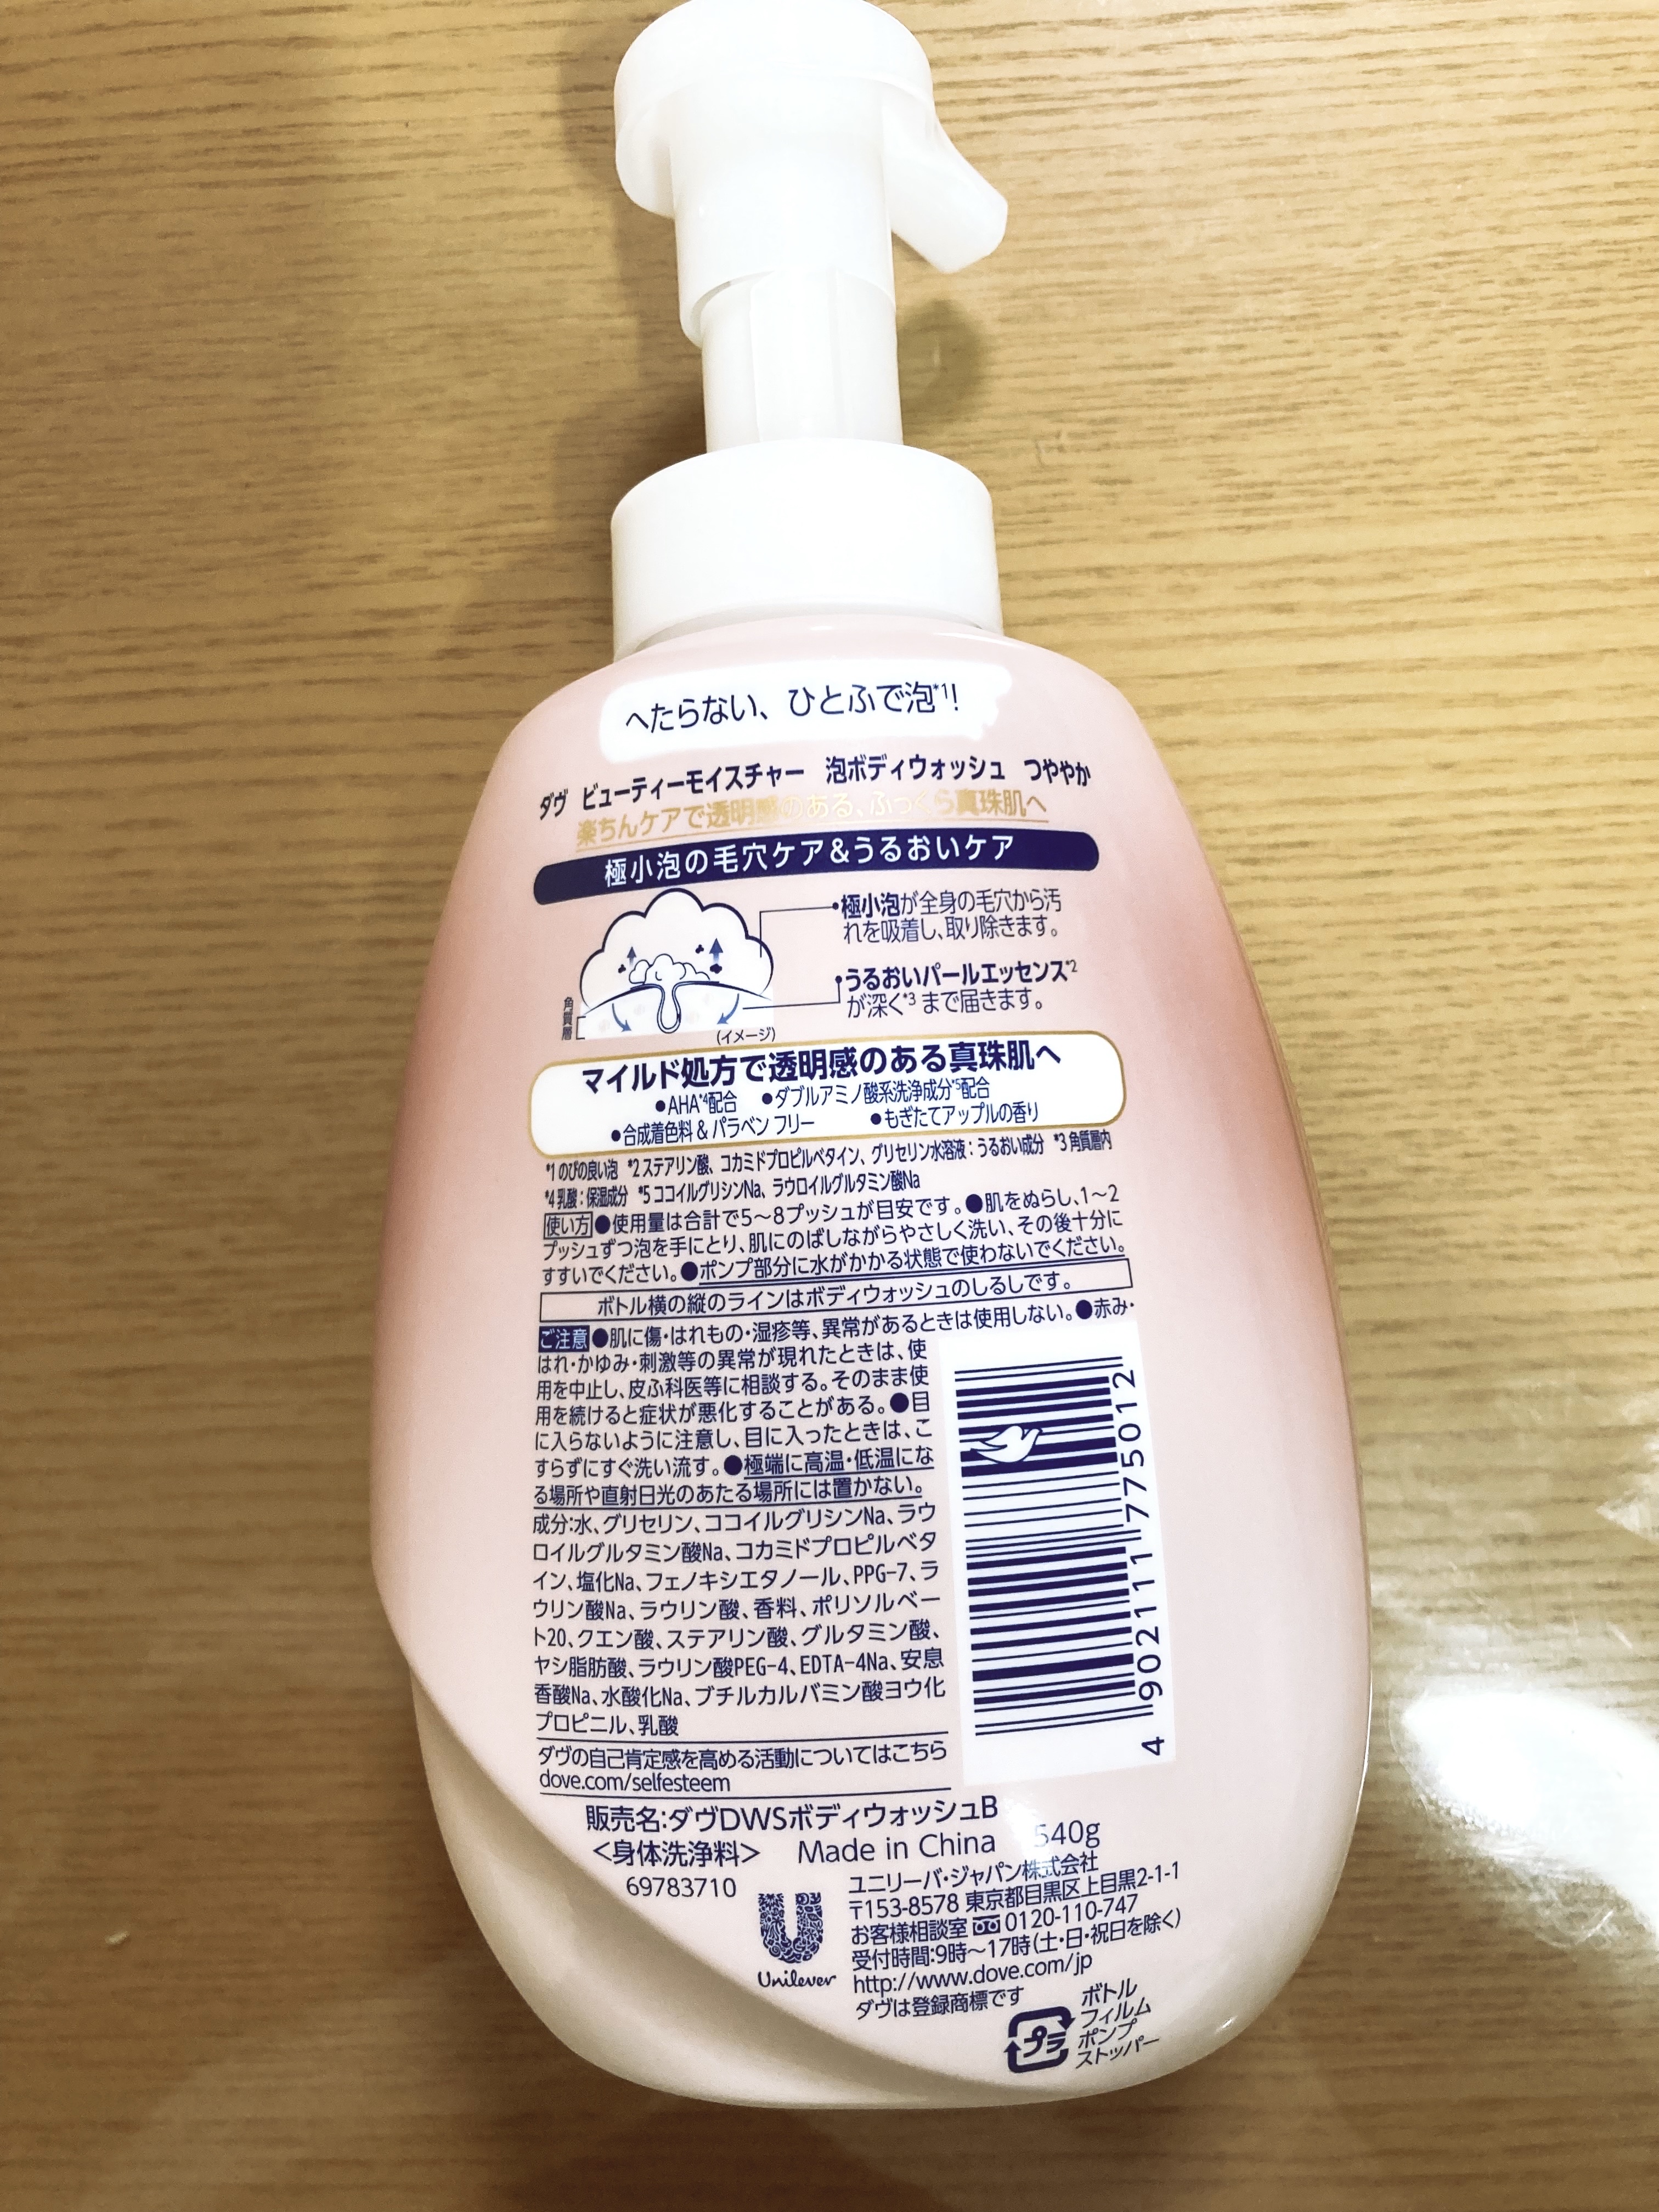 へたらない、ひとふで泡*1!
ダヴ ビューティーモイスチャー 泡ボディウォッシュ つややか
楽ちんケアで透明感のある、ふっくら真珠肌へ
極小泡の毛穴ケア&うるおいケア
•極小泡が全身の毛穴から汚
れを吸着し、取り除きます。
•うるおいパールエッセンス*2
が深く*3 まで届きます。
角質層
(イメージ)
マイルド処方で透明感のある真珠肌へ
●AHA*4配合 ●ダブルアミノ酸系洗浄成分*5配合
●合成着色料&パラベン フリー ●もぎたてアップルの香り
*1 のびの良い泡 *2 ステアリン酸、コカミドプロピルベタイン、グリセリン水溶液:うるおい成分 *3 角質層内
*4 乳酸:保湿成分 *5 ココイルグリシンNa、ラウロイルグルタミン酸Na
使い方●使用量は合計で5〜8プッシュが目安です。●肌をぬらし、1〜2
プッシュずつ泡を手にとり、肌にのばしながらやさしく洗い、その後十分に
すすいでください。●ポンプ部分に水がかかる状態で使わないでください。
ボトル横の縦のラインはボディウォッシュのしるしです。
ご注意●肌に傷・はれもの・湿疹等、異常があるときは使用しない。●赤み・
はれ・かゆみ・刺激等の異常が現れたときは、使
用を中止し、皮ふ科医等に相談する。そのまま使
用を続けると症状が悪化することがある。●目
に入らないように注意し、目に入ったときは、こ
すらずにすぐ洗い流す。●極端に高温・低温にな
る場所や直射日光のあたる場所には置かない。
成分:水、グリセリン、ココイルグリシンNa、ラウ
ロイルグルタミン酸Na、コカミドプロピルベタ
イン、塩化Na、フェノキシエタノール、PPG-7、ラ
ウリン酸Na、ラウリン酸、香料、ポリソルベー
ト20、クエン酸、ステアリン酸、グルタミン酸、
ヤシ脂肪酸、ラウリン酸PEG-4、EDTA-4Na、安息
香酸Na、水酸化Na、ブチルカルバミン酸ヨウ化
プロピニル、乳酸
4 902111 775012
ダヴの自己肯定感を高める活動についてはこちら
dove.com/selfesteem
販売名:ダヴDWSボディウォッシュB
<身体洗浄料> Made in China 540g
69783710
Unilever
ユニリーバ・ジャパン株式会社
〒153-8578 東京都目黒区上目黒2-1-1
お客様相談室 0120-110-747
受付時間:9時〜17時(土・日・祝日を除く)
http://www.dove.com/jp
ダヴは登録商標です
プラ
ボトル
フィルム
ポンプ
ストッパー